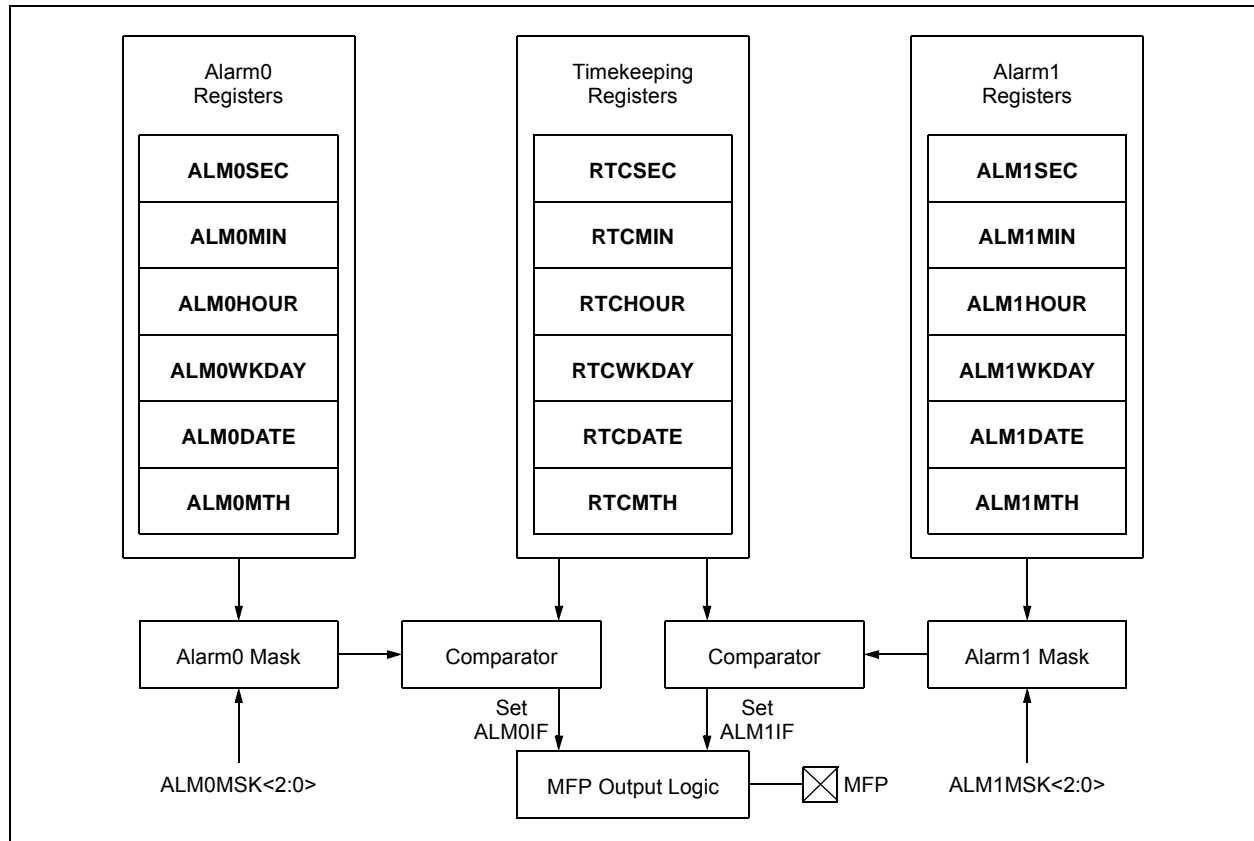 Alarm0
Registers
ALM0SEC
ALM0MIN
ALM0HOUR
ALM0WKDAY
ALM0DATE
ALM0MTH
Timekeeping
Registers
RTCSEC
RTCMIN
RTCHOUR
RTCWKDAY
RTCDATE
RTCMTH
Alarm1
Registers
ALM1SEC
ALM1MIN
ALM1HOUR
ALM1WKDAY
ALM1DATE
ALM1MTH
Alarm0 Mask
Comparator
Comparator
Alarm1 Mask
Set
ALM0IF
Set
ALM1IF
ALM0MSK<2:0>
MFP Output Logic
MFP
ALM1MSK<2:0>